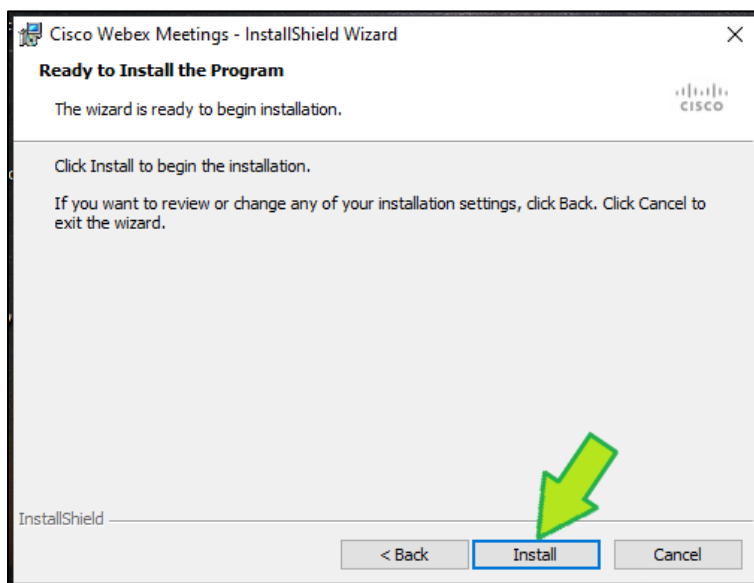 Cisco Webex Meetings - InstallShield Wizard
Ready to Install the Program
The wizard is ready to begin installation.
CISCO
Click Install to begin the installation.
If you want to review or change any of your installation settings, click Back. Click Cancel to
exit the wizard.
InstallShield
< Back
Install
Cancel